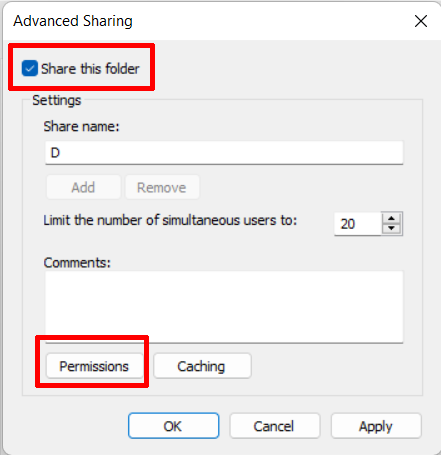 Advanced Sharing
Share this folder
Settings
Share name:
D
Add Remove
Limit the number of simultaneous users to: 20
Comments:
Permissions Caching
OK Cancel Apply